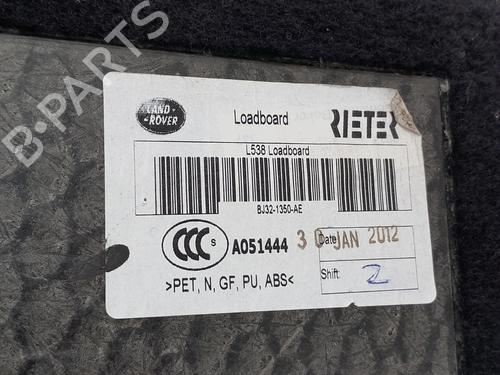 B-PARTS
LAND ROVER
Loadboard
RIETER
L538 Loadboard
BJ32-1350-AE
CCC S
A051444
Date
30 JAN 2012
Shift: 2
>PET, N, GF, PU, ABS<